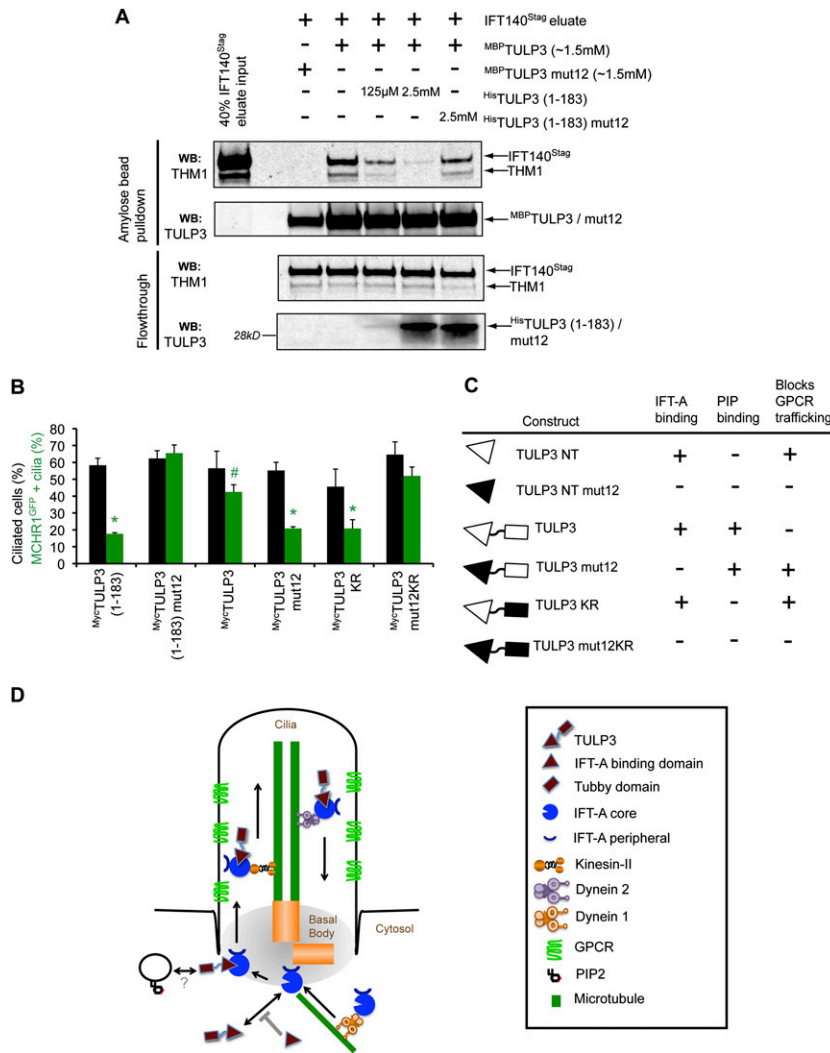 A
40% IFT140Stag
eluate input
+ + + + + IFT140Stag eluate
- + + + + MBPTULP3 (~1.5mM)
+ - - - - MBPTULP3 mut12 (~1.5mM)
- - 125µM 2.5mM - HisTULP3 (1-183)
- - - - 2.5mM HisTULP3 (1-183) mut12
Amylose bead
pulldown
WB:
THM1
IFT140Stag
THM1
WB:
TULP3
MBPTULP3 / mut12
Flowthrough
WB:
THM1
IFT140Stag
THM1
WB:
TULP3
28kD
HisTULP3 (1-183) /
mut12
B
Ciliated cells (%)
MCHR1GFP + cilia (%)
80
70
60
50
40
30
20
10
0
*
#
*
*
MycTULP3
(1-183)
MycTULP3
(1-183) mut12
MycTULP3
MycTULP3
mut12
MycTULP3
KR
MycTULP3
mut12KR
C
Construct
IFT-A
binding
PIP
binding
Blocks
GPCR
trafficking
TULP3 NT + - +
TULP3 NT mut12 - - -
TULP3 + + -
TULP3 mut12 - + +
TULP3 KR + - +
TULP3 mut12KR - - -
D
Cilia
Basal
Body
Cytosol
?
TULP3
IFT-A binding domain
Tubby domain
IFT-A core
IFT-A peripheral
Kinesin-II
Dynein 2
Dynein 1
GPCR
PIP2
Microtubule